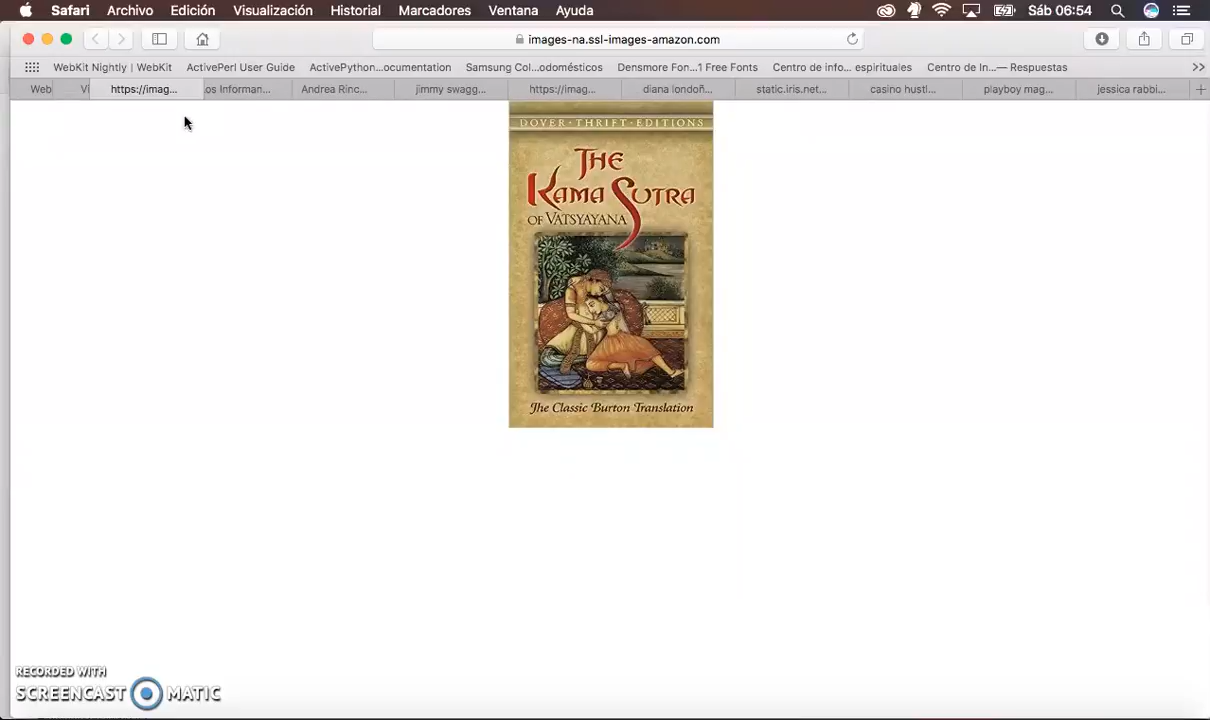 Safari Archivo Edición Visualización Historial Marcadores Ventana Ayuda Sáb 06:54
images-na.ssl-images-amazon.com
WebKit Nightly | WebKit ActivePerl User Guide ActivePython...ocumentation Samsung Col...odomésticos Densmore Fon...1 Free Fonts Centro de info... espirituales Centro de In...— Respuestas
Web Vi https://imag... os Informan... Andrea Rinc... jimmy swagg... https://imag... diana londoñ... static.iris.net... casino hustl... playboy mag... jessica rabbi...
DOVER · THRIFT · EDITIONS
THE
KAMA SUTRA
OF VATSYAYANA
The Classic Burton Translation
RECORDED WITH
SCREENCAST MATIC